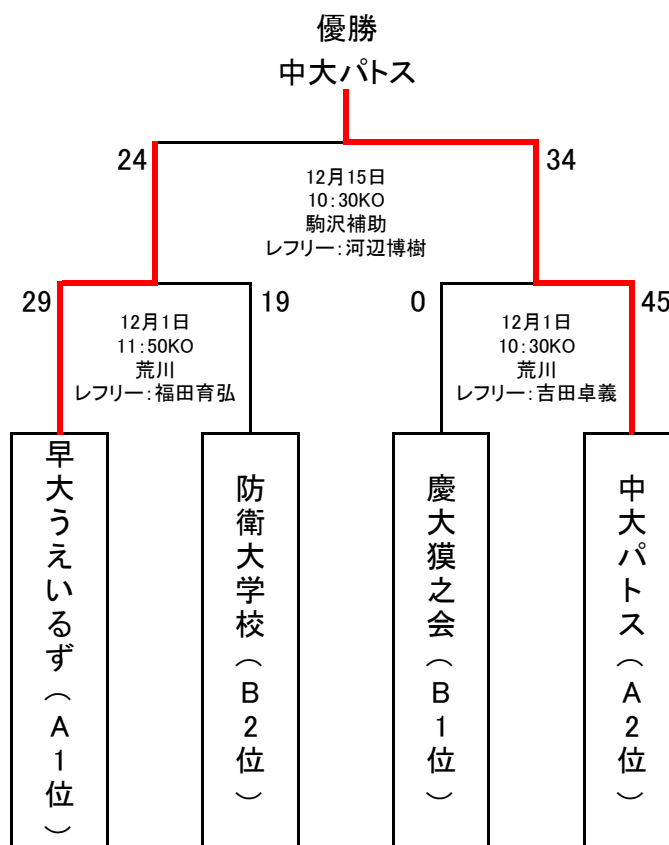 優勝
中大パトス
24
34
12月15日
10:30KO
駒沢補助
レフリー:河辺博樹
29
19
0
45
12月1日
11:50KO
荒川
レフリー:福田育弘
12月1日
10:30KO
荒川
レフリー:吉田卓義
早大うえいるず(A1位)
防衛大学校(B2位)
慶大獏之会(B1位)
中大パトス(A2位)